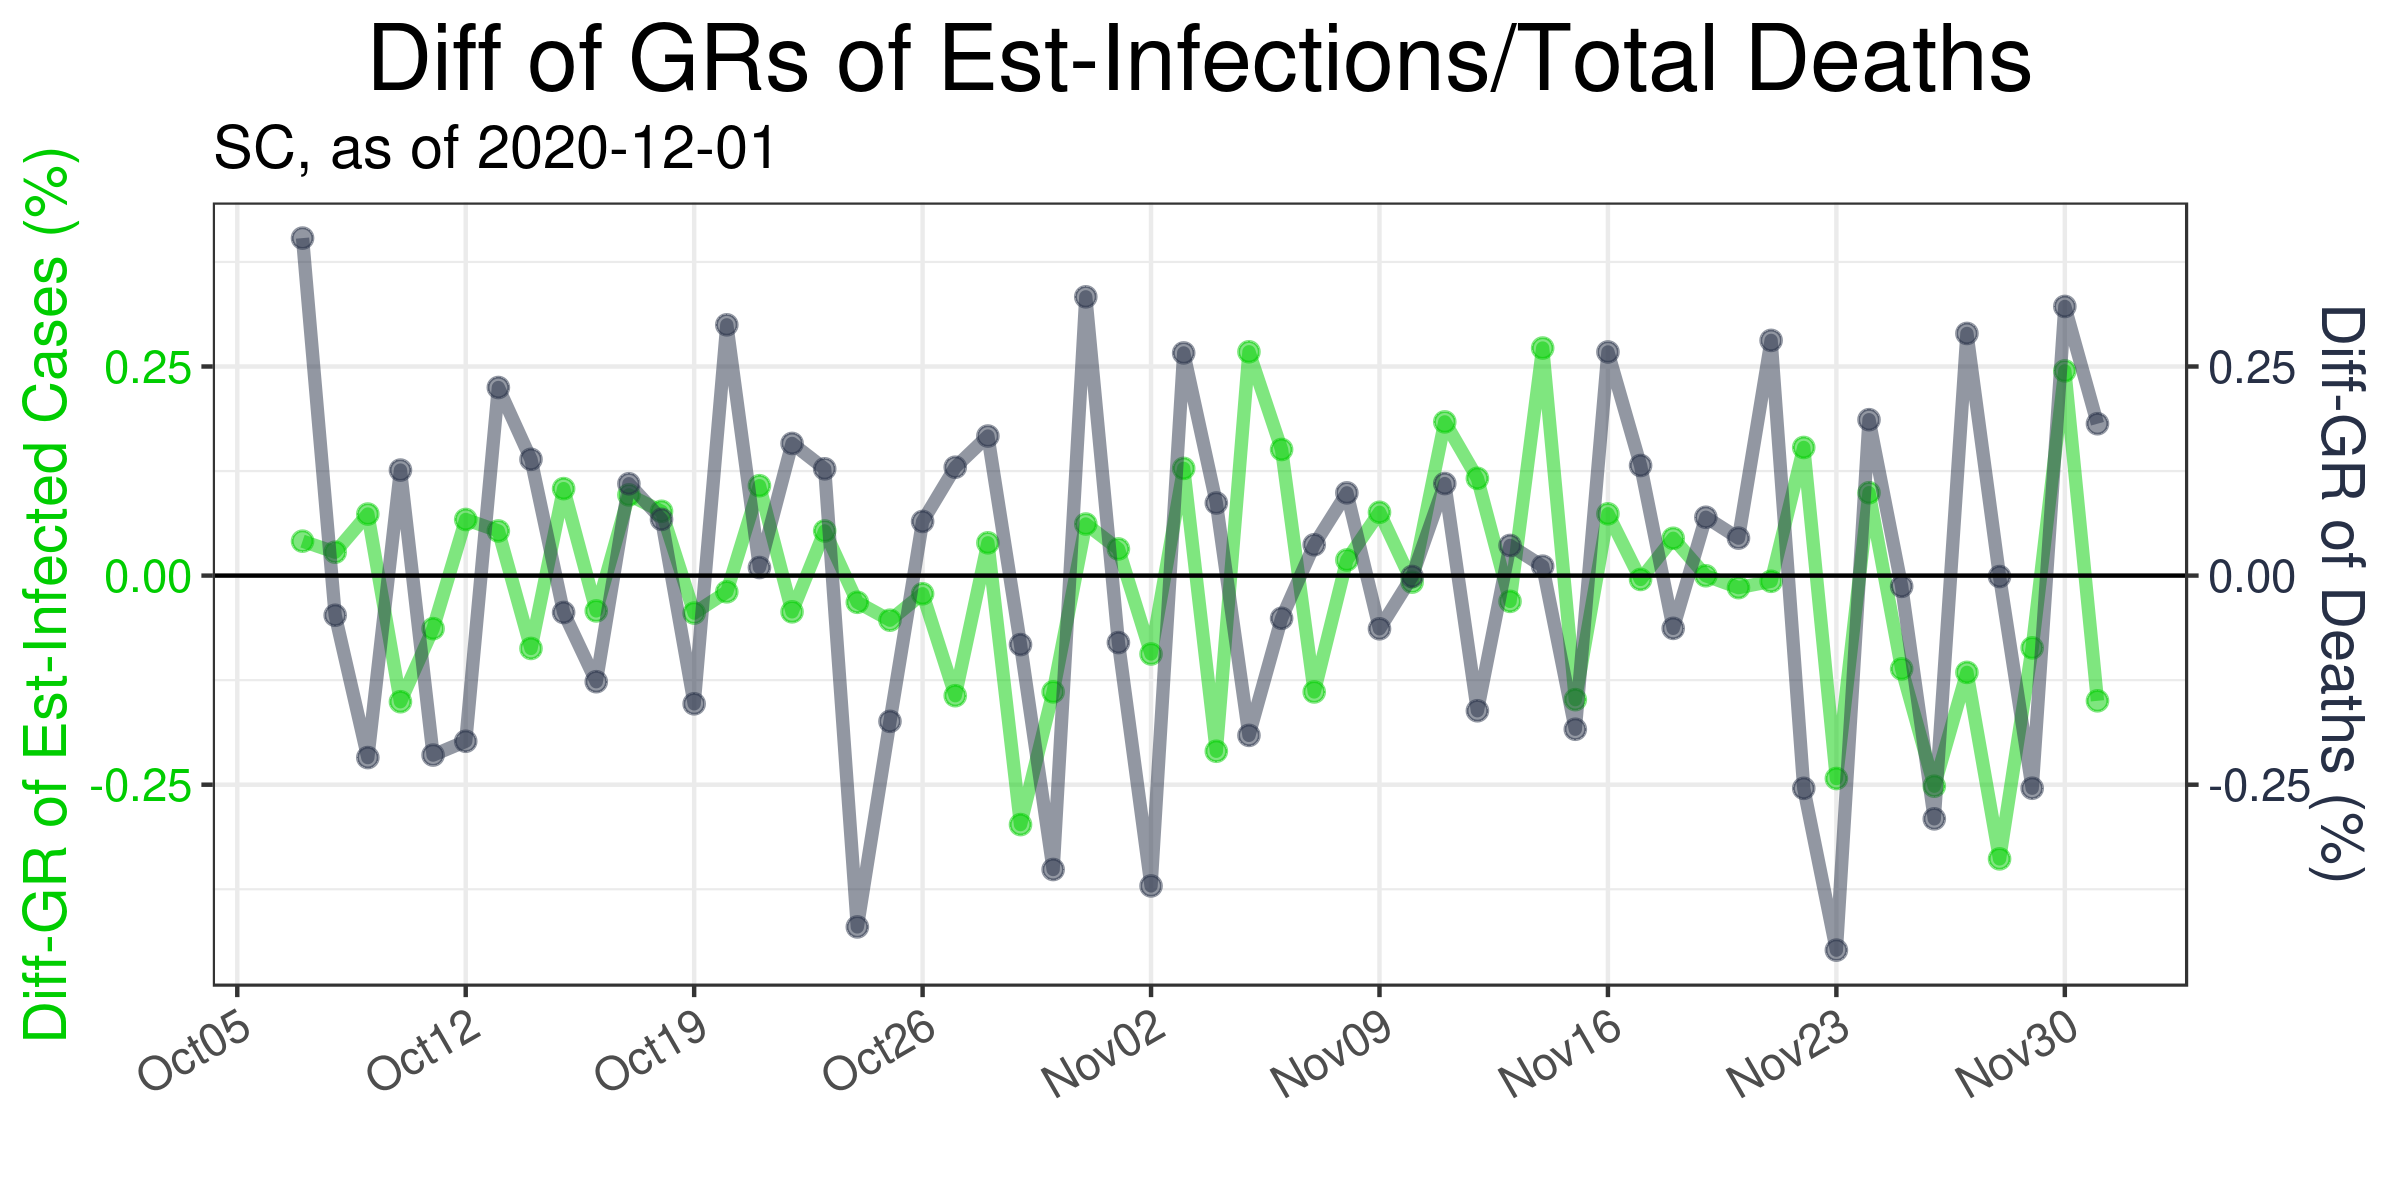 Diff of GRs of Est-Infections/Total Deaths
SC, as of 2020-12-01
Diff-GR of Est-Infected Cases (%)
0.25
0.00
-0.25
0.25
0.00
-0.25
Diff-GR of Deaths (%)
Oct05
Oct12
Oct19
Oct26
Nov02
Nov09
Nov16
Nov23
Nov30